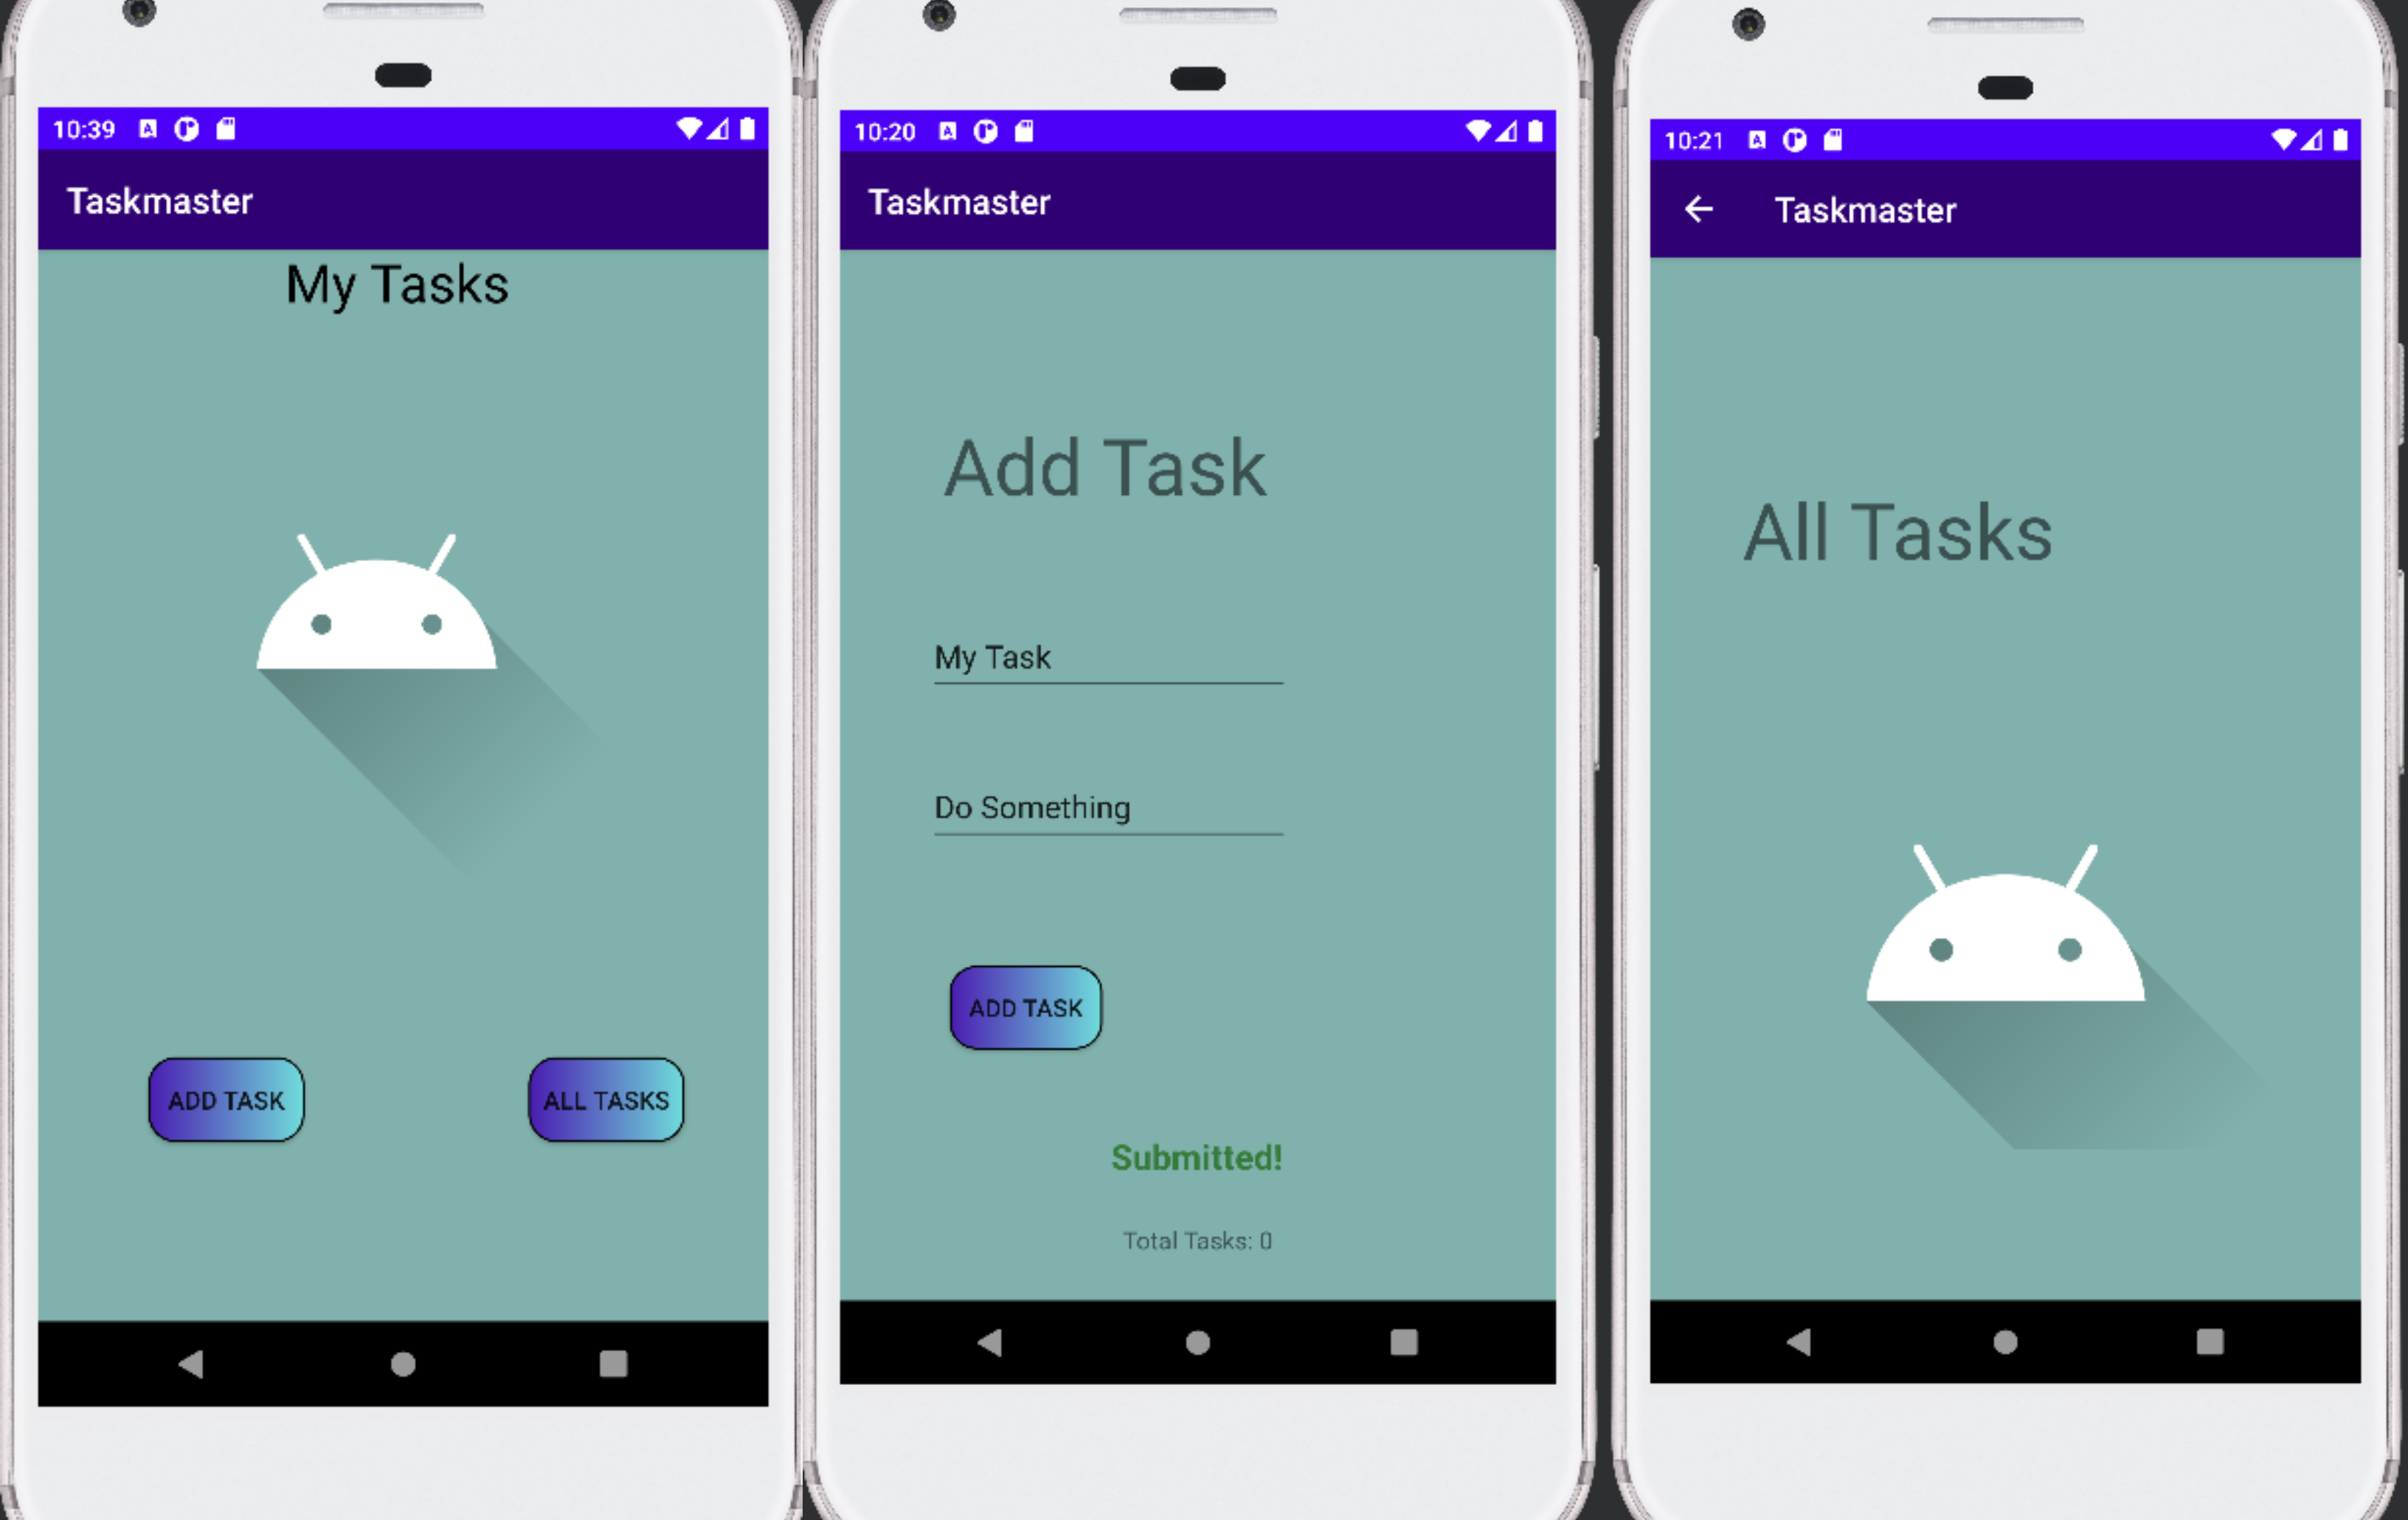 10:39
Taskmaster
My Tasks
ADD TASK
ALL TASKS
10:20
Taskmaster
Add Task
My Task
Do Something
ADD TASK
Submitted!
Total Tasks: 0
10:21
Taskmaster
All Tasks